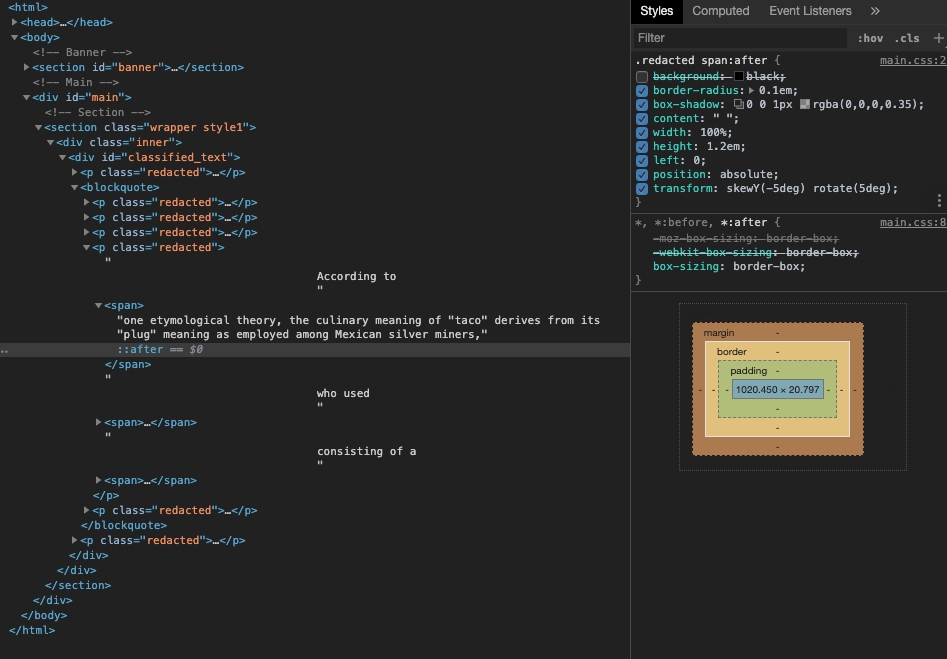 <html>
<head>…</head>
<body>
<!-- Banner -->
<section id="banner">…</section>
<!-- Main -->
<div id="main">
<!-- Section -->
<section class="wrapper style1">
<div class="inner">
<div id="classified_text">
<p class="redacted">…</p>
<blockquote>
<p class="redacted">…</p>
<p class="redacted">…</p>
<p class="redacted">…</p>
<p class="redacted">
"
According to
"
<span>
"one etymological theory, the culinary meaning of "taco" derives from its
"plug" meaning as employed among Mexican silver miners,"
::after == $0
</span>
"
who used
"
<span>…</span>
"
consisting of a
"
<span>…</span>
</p>
<p class="redacted">…</p>
</blockquote>
<p class="redacted">…</p>
</div>
</div>
</section>
</div>
</body>
</html>
Styles Computed Event Listeners »
Filter :hov .cls +
.redacted span:after { main.css:2
background: black;
border-radius: 0.1em;
box-shadow: 0 0 1px rgba(0,0,0,0.35);
content: " ";
width: 100%;
height: 1.2em;
left: 0;
position: absolute;
transform: skewY(-5deg) rotate(5deg);
}
*, *:before, *:after { main.css:8
-moz-box-sizing: border-box;
-webkit-box-sizing: border-box;
box-sizing: border-box;
}
margin -
border -
padding -
- - - 1020.450 × 20.797 - - -
-
-
-